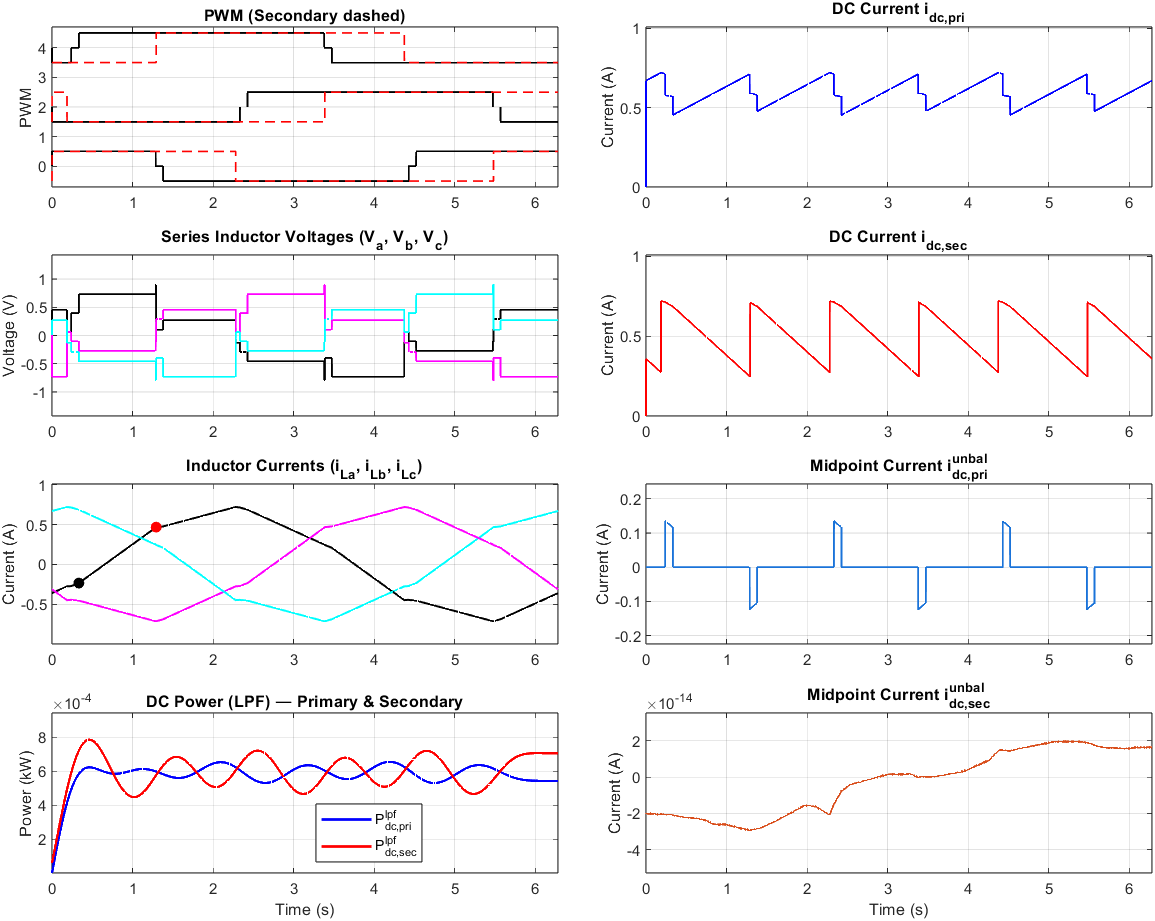 PWM (Secondary dashed)
PWM
4
3
2
1
0
0 1 2 3 4 5 6
DC Current i_dc,pri
Current (A)
1
0.5
0
0 1 2 3 4 5 6
Series Inductor Voltages (V_a, V_b, V_c)
Voltage (V)
1
0.5
0
-0.5
-1
0 1 2 3 4 5 6
DC Current i_dc,sec
Current (A)
1
0.5
0
0 1 2 3 4 5 6
Inductor Currents (i_La, i_Lb, i_Lc)
Current (A)
1
0.5
0
-0.5
0 1 2 3 4 5 6
Midpoint Current i^unbal_dc,pri
Current (A)
0.2
0.1
0
-0.1
-0.2
0 1 2 3 4 5 6
DC Power (LPF) — Primary & Secondary
×10^-4
Power (kW)
8
6
4
2
P^lpf_dc,pri
P^lpf_dc,sec
0 1 2 3 4 5 6
Time (s)
Midpoint Current i^unbal_dc,sec
×10^-14
Current (A)
2
0
-2
-4
0 1 2 3 4 5 6
Time (s)